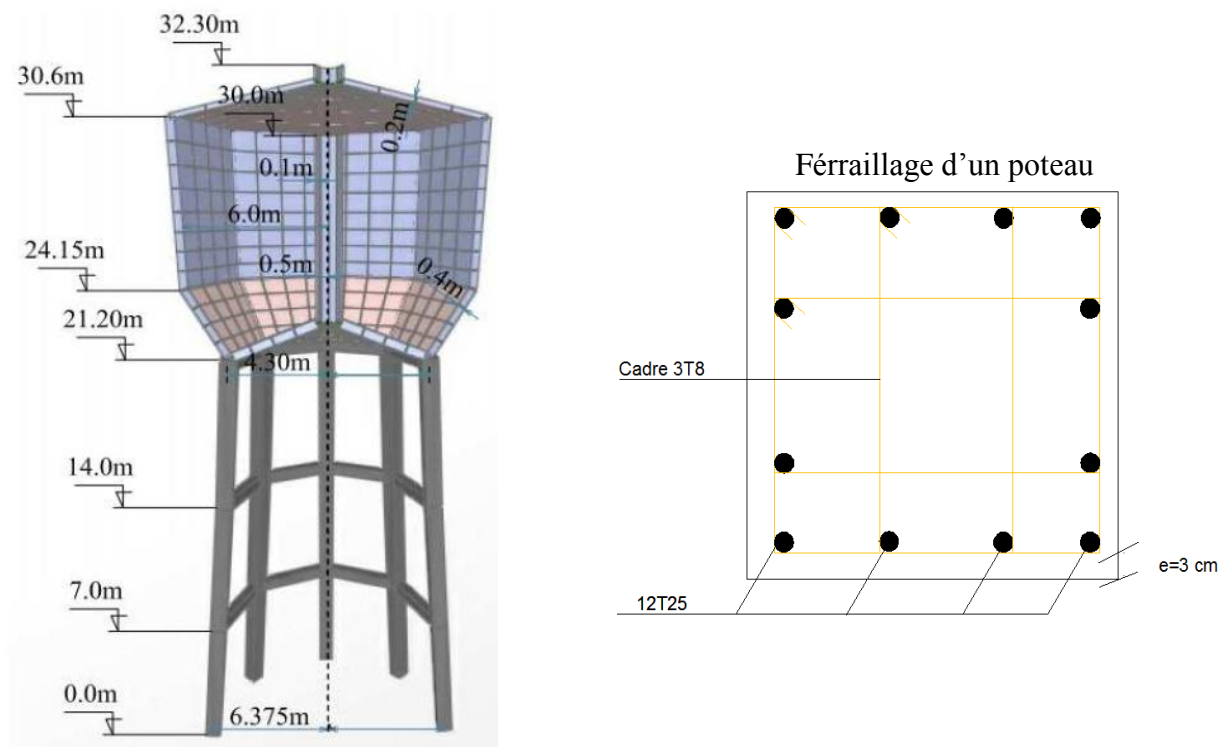 32.30m
30.6m
30.0m
0.2m
0.1m
6.0m
24.15m
0.5m
0.4m
21.20m
4.30m
14.0m
7.0m
0.0m
6.375m
Férraillage d'un poteau
Cadre 3T8
e=3 cm
12T25